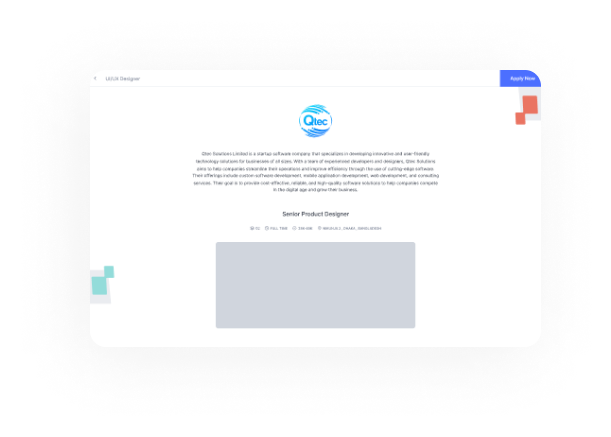 UI/UX Designer
Apply Now
Qtec
Qtec Solutions Limited is a startup software company that specializes in developing innovative and user-friendly
technology solutions for businesses of all sizes. With a team of experienced developers and designers, Qtec Solutions
aims to help companies streamline their operations and improve efficiency through the use of cutting-edge software.
Their offerings include custom software development, mobile application development, web development, and consulting
services. Their goal is to provide cost-effective, reliable, and high-quality software solutions to help companies compete
in the digital age and grow their business.
Senior Product Designer
FULL TIME
DHAKA, BANGLADESH